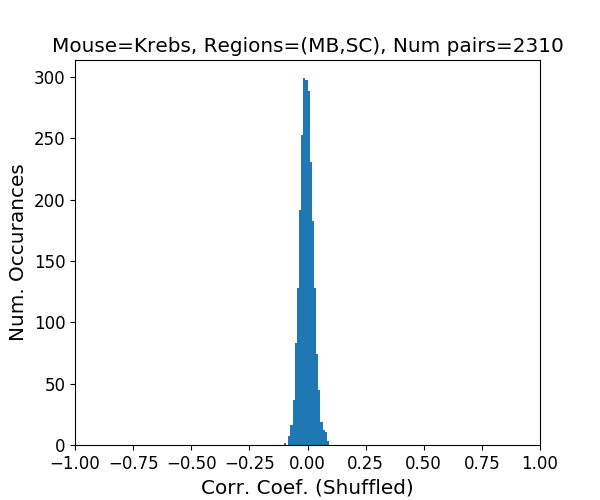 Mouse=Krebs, Regions=(MB,SC), Num pairs=2310
Num. Occurances
300
250
200
150
100
50
0
−1.00 −0.75 −0.50 −0.25 0.00 0.25 0.50 0.75 1.00
Corr. Coef. (Shuffled)